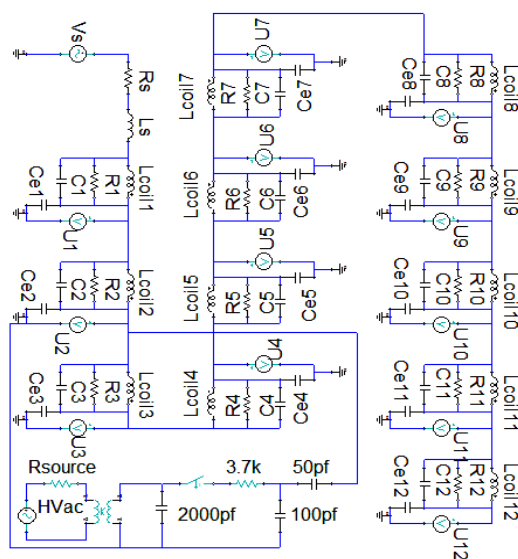 Vs
Rs
Ls
Ce1
C1
R1
Lcoil1
U1
Ce2
C2
R2
Lcoil2
U2
Ce3
C3
R3
Lcoil3
U3
Lcoil7
R7
C7
Ce7
U7
Lcoil6
R6
C6
Ce6
U6
Lcoil5
R5
C5
Ce5
U5
Lcoil4
R4
C4
Ce4
U4
Ce8
C8
R8
Lcoil8
U8
Ce9
C9
R9
Lcoil9
U9
Ce10
C10
R10
Lcoil10
U10
Ce11
C11
R11
Lcoil11
U11
Ce12
C12
R12
Lcoil12
U12
Rsource
HVac
K
2000pf
3.7k
50pf
100pf